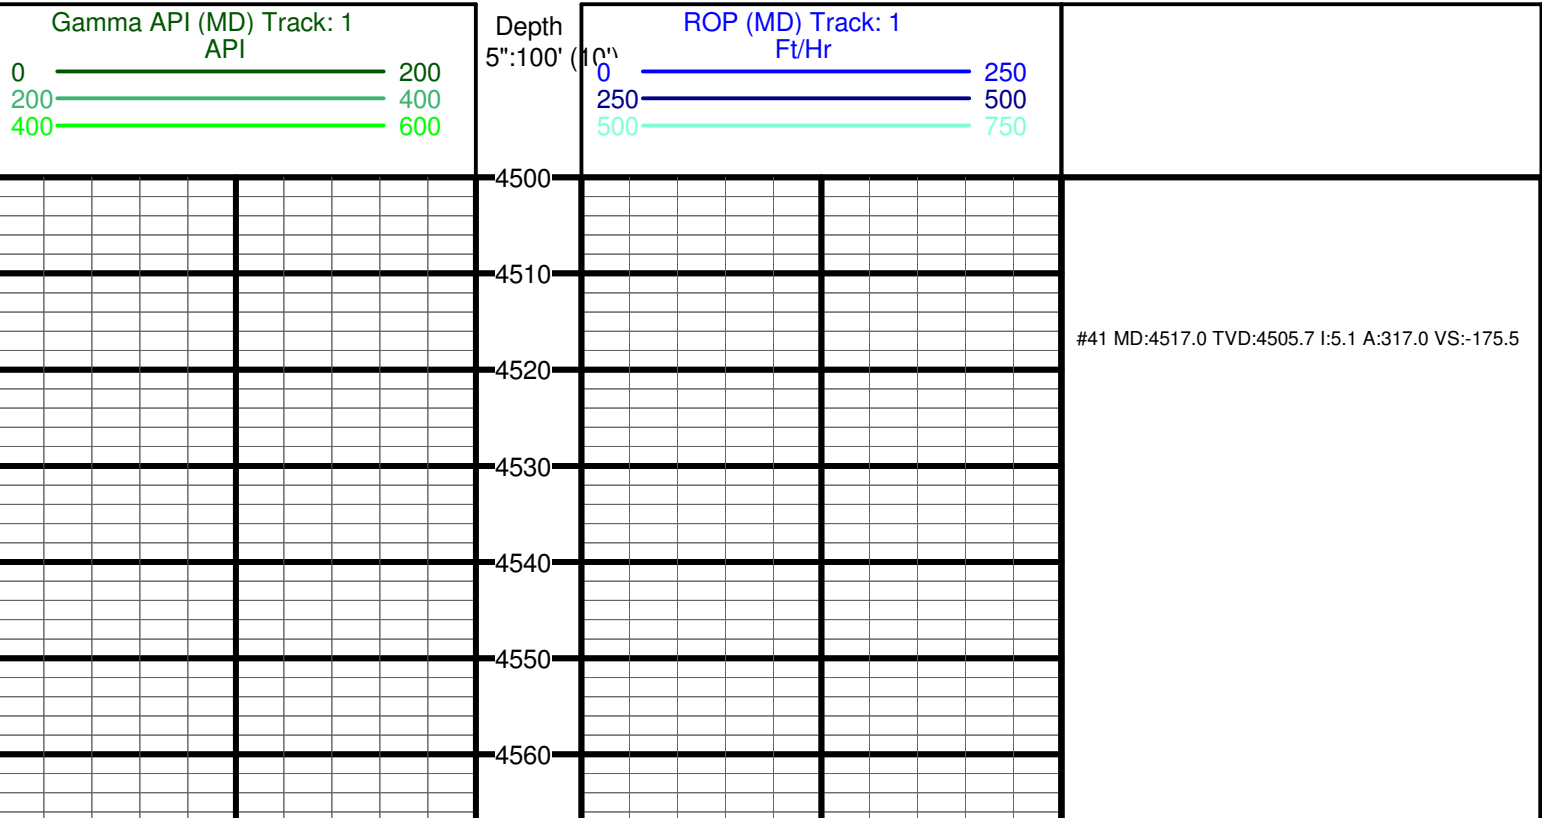 Gamma API (MD) Track: 1
API
0 200
200 400
400 600
Depth
5":100' (10')
ROP (MD) Track: 1
Ft/Hr
0 250
250 500
500 750
4500
4510
#41 MD:4517.0 TVD:4505.7 I:5.1 A:317.0 VS:-175.5
4520
4530
4540
4550
4560